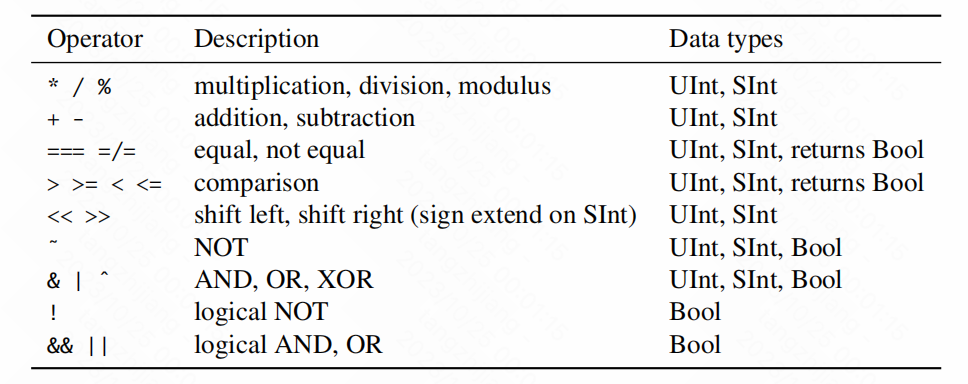 Operator Description Data types
* / % multiplication, division, modulus UInt, SInt
+ - addition, subtraction UInt, SInt
=== =/= equal, not equal UInt, SInt, returns Bool
> >= < <= comparison UInt, SInt, returns Bool
<< >> shift left, shift right (sign extend on SInt) UInt, SInt
~ NOT UInt, SInt, Bool
& | ^ AND, OR, XOR UInt, SInt, Bool
! logical NOT Bool
&& || logical AND, OR Bool